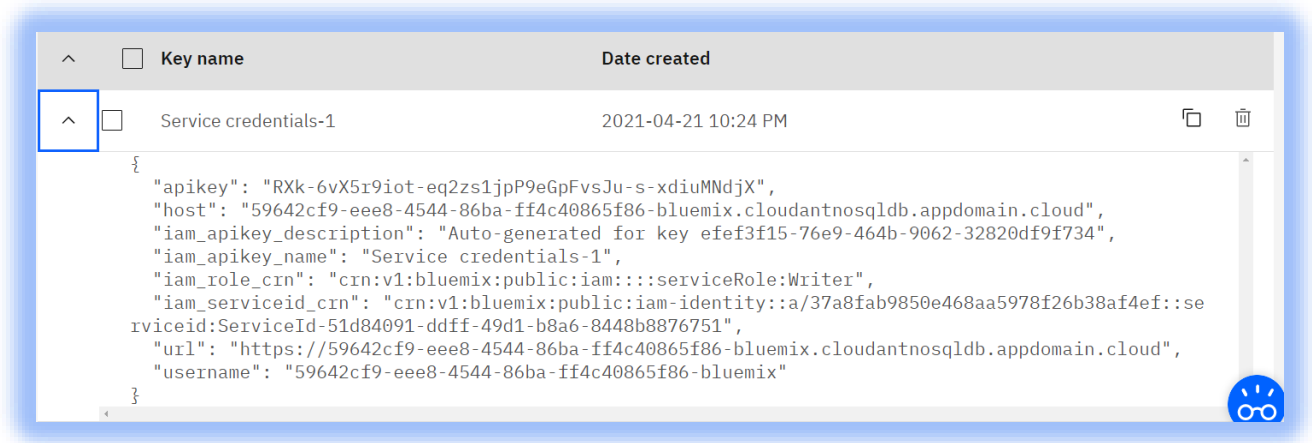 Key name Date created
Service credentials-1 2021-04-21 10:24 PM
{
"apikey": "RXk-6vX5r9iot-eq2zs1jpP9eGpFvsJu-s-xdiuMNdjX",
"host": "59642cf9-eee8-4544-86ba-ff4c40865f86-bluemix.cloudantnosqldb.appdomain.cloud",
"iam_apikey_description": "Auto-generated for key efef3f15-76e9-464b-9062-32820df9f734",
"iam_apikey_name": "Service credentials-1",
"iam_role_crn": "crn:v1:bluemix:public:iam::::serviceRole:Writer",
"iam_serviceid_crn": "crn:v1:bluemix:public:iam-identity::a/37a8fab9850e468aa5978f26b38af4ef::se
rviceid:ServiceId-51d84091-ddff-49d1-b8a6-8448b8876751",
"url": "https://59642cf9-eee8-4544-86ba-ff4c40865f86-bluemix.cloudantnosqldb.appdomain.cloud",
"username": "59642cf9-eee8-4544-86ba-ff4c40865f86-bluemix"
}